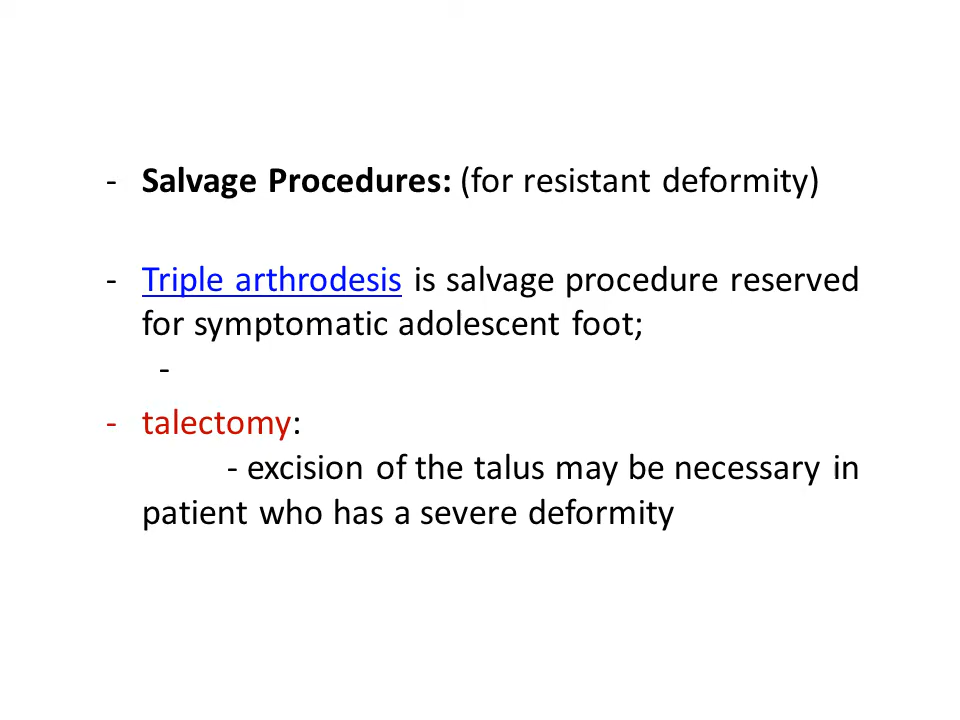 - Salvage Procedures: (for resistant deformity)
- Triple arthrodesis is salvage procedure reserved
for symptomatic adolescent foot;
-
- talectomy:
- excision of the talus may be necessary in
patient who has a severe deformity